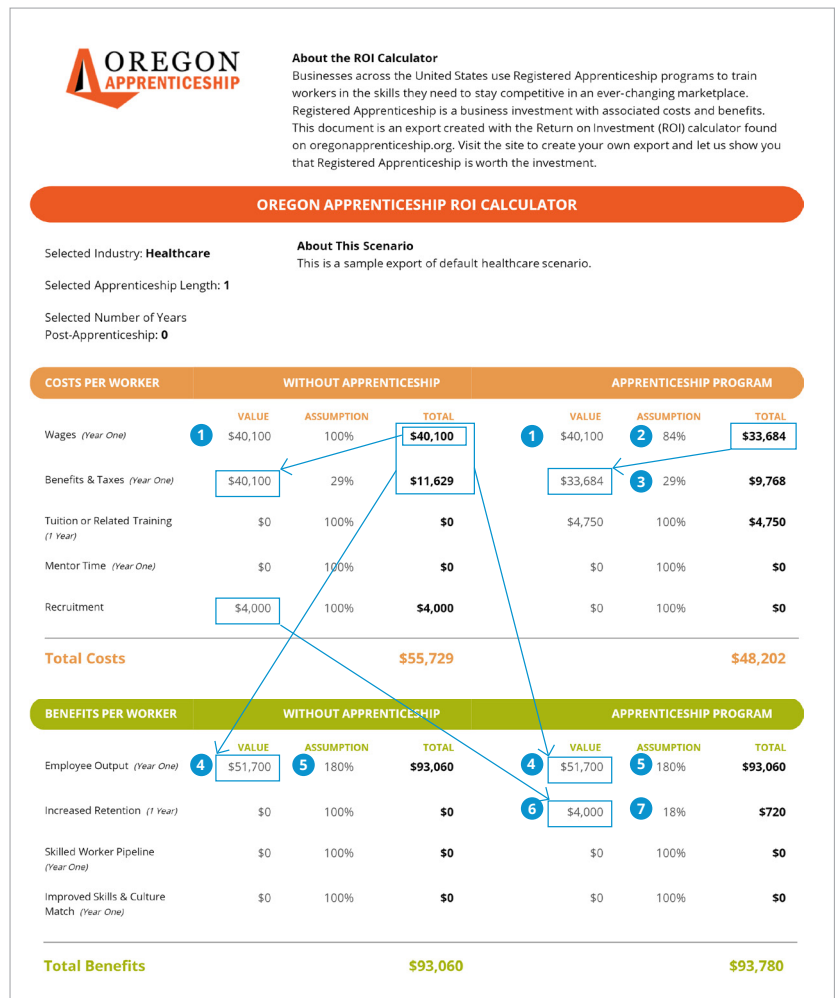 OREGON
APPRENTICESHIP
About the ROI Calculator
Businesses across the United States use Registered Apprenticeship programs to train
workers in the skills they need to stay competitive in an ever-changing marketplace.
Registered Apprenticeship is a business investment with associated costs and benefits.
This document is an export created with the Return on Investment (ROI) calculator found
on oregonapprenticeship.org. Visit the site to create your own export and let us show you
that Registered Apprenticeship is worth the investment.
OREGON APPRENTICESHIP ROI CALCULATOR
Selected Industry: Healthcare
Selected Apprenticeship Length: 1
Selected Number of Years
Post-Apprenticeship: 0
About This Scenario
This is a sample export of default healthcare scenario.
COSTS PER WORKER WITHOUT APPRENTICESHIP APPRENTICESHIP PROGRAM
VALUE ASSUMPTION TOTAL VALUE ASSUMPTION TOTAL
Wages (Year One) 1 $40,100 100% $40,100 1 $40,100 2 84% $33,684
Benefits & Taxes (Year One) $40,100 29% $11,629 $33,684 3 29% $9,768
Tuition or Related Training $0 100% $0 $4,750 100% $4,750
(1 Year)
Mentor Time (Year One) $0 100% $0 $0 100% $0
Recruitment $4,000 100% $4,000 $0 100% $0
Total Costs $55,729 $48,202
BENEFITS PER WORKER WITHOUT APPRENTICESHIP APPRENTICESHIP PROGRAM
VALUE ASSUMPTION TOTAL VALUE ASSUMPTION TOTAL
Employee Output (Year One) 4 $51,700 5 180% $93,060 4 $51,700 5 180% $93,060
Increased Retention (1 Year) $0 100% $0 6 $4,000 7 18% $720
Skilled Worker Pipeline $0 100% $0 $0 100% $0
(Year One)
Improved Skills & Culture $0 100% $0 $0 100% $0
Match (Year One)
Total Benefits $93,060 $93,780